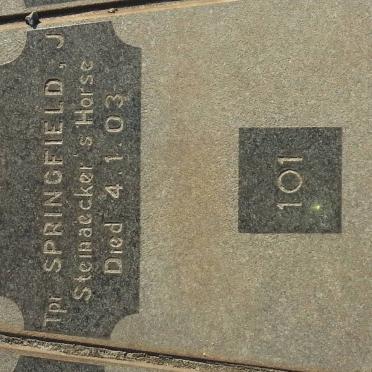 Tpr SPRINGFIELD, J
Steinaecker's Horse
Died 4.1.03
101